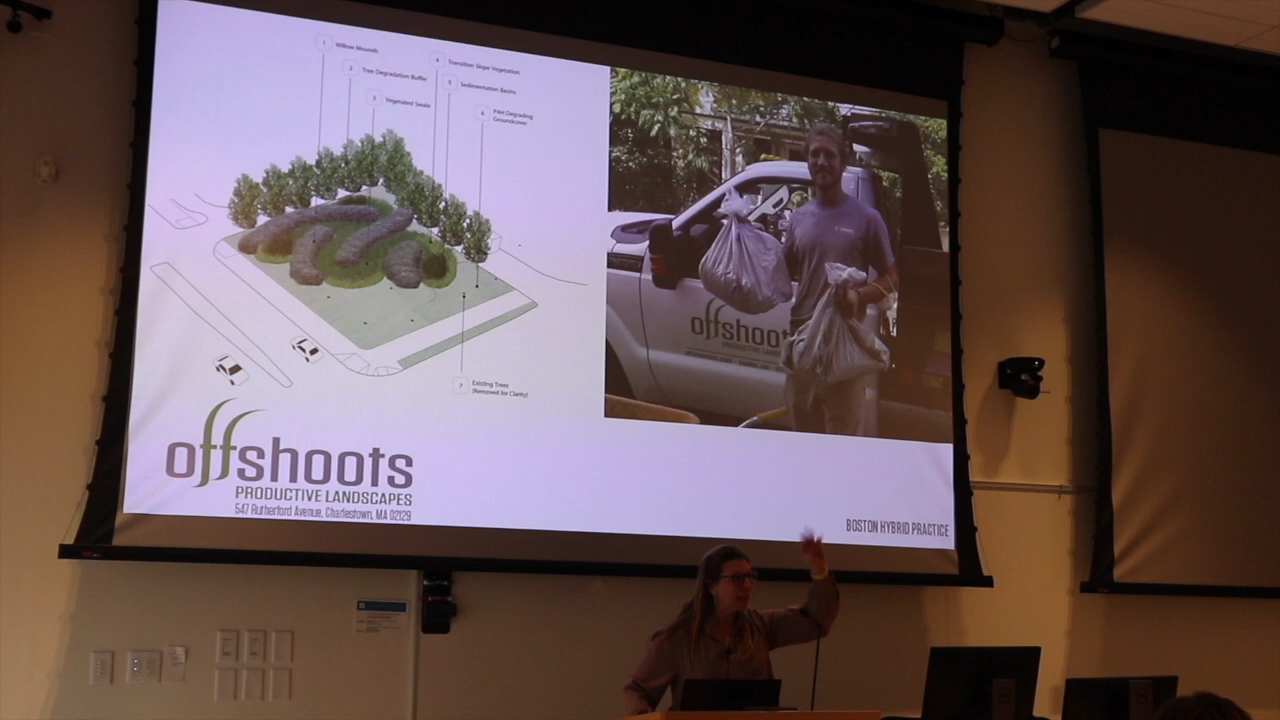 1 Willow Mounds
2 Tree Degradation Buffer
3 Vegetated Swale
4 Transition Slope Vegetation
5 Sedimentation Basins
6 PAH Degrading
Groundcover
7 Existing Trees
(Removed for Clarity)
offshoots
PRODUCTIVE LANDSCAPES
547 Rutherford Avenue, Charlestown, MA 02129
offshoots
PRODUCTIVE
BOSTON HYBRID PRACTICE